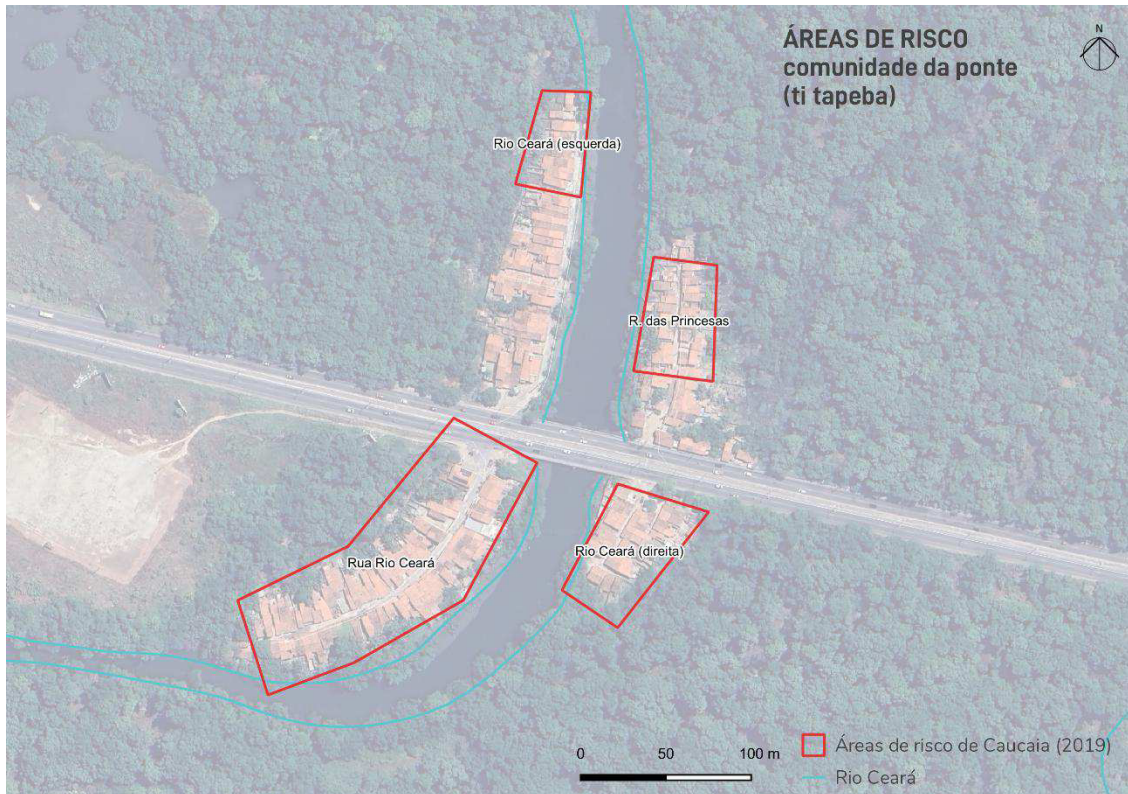 ÁREAS DE RISCO
comunidade da ponte
(ti tapeba)
N
Rio Ceará (esquerda)
R. das Princesas
Rio Ceará (direita)
Rua Rio Ceará
0 50 100 m
Áreas de risco de Caucaia (2019)
Rio Ceará